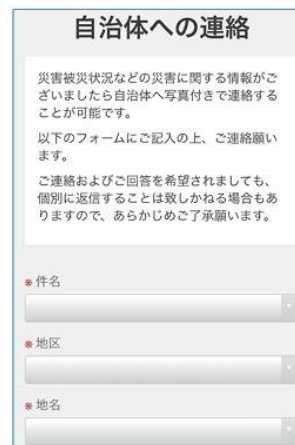 自治体への連絡
災害被災状況などの災害に関する情報がご
ざいましたら自治体へ写真付きで連絡する
ことが可能です。
以下のフォームにご記入の上、ご連絡願い
ます。
ご連絡およびご回答を希望されましても、
個別に返信することは致しかねる場合もあ
りますので、あらかじめご了承願います。
※件名
※地区
※地名